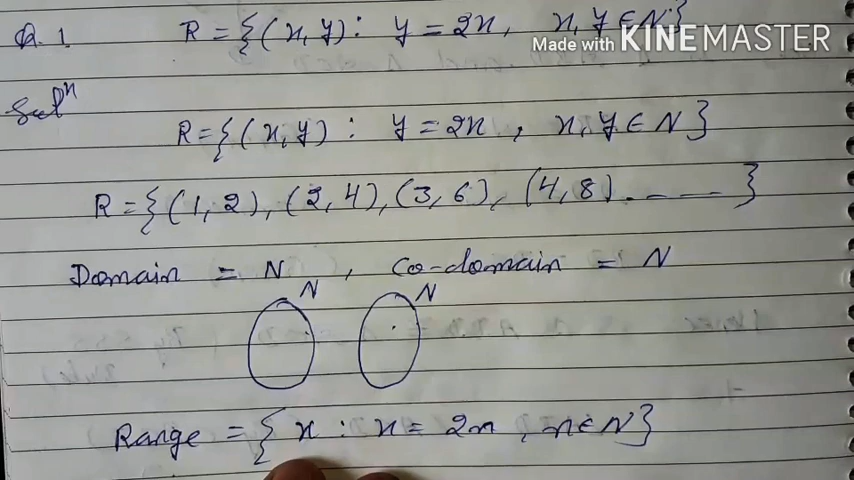 Q.1 R = {(x, y) : y = 2x, x, y ∈ N}
Made with KINEMASTER
Solⁿ
R = {(x, y) : y = 2x , x, y ∈ N}
R = {(1, 2), (2, 4), (3, 6), (4, 8) - - - - }
Domain = N , Co-domain = N
N N
Range = {x : x = 2n , n ∈ N}